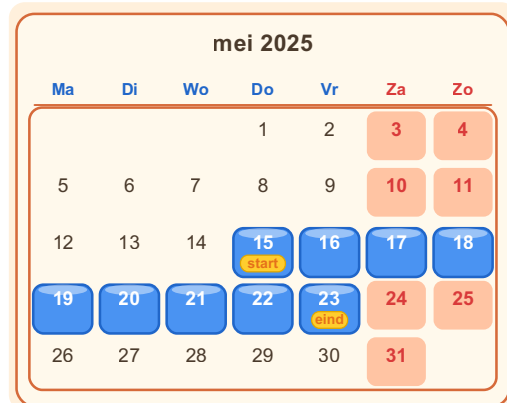 mei 2025
Ma Di Wo Do Vr Za Zo
1 2 3 4
5 6 7 8 9 10 11
12 13 14 15 16 17 18
start
19 20 21 22 23 24 25
eind
26 27 28 29 30 31